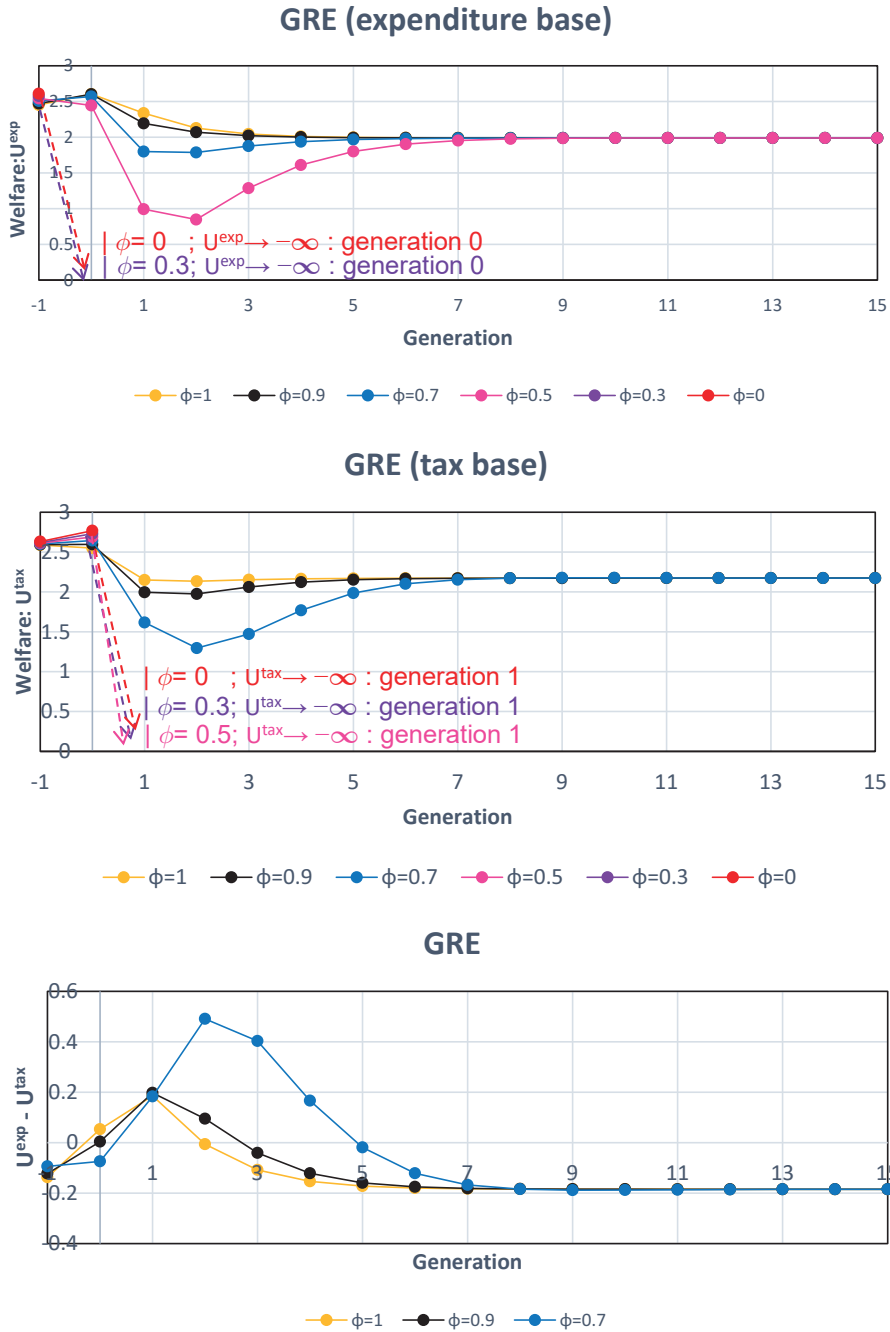 GRE (expenditure base)
3
2.5
2
1.5
1
0.5
0
Welfare:Uᵉˣᵖ
| ϕ= 0 ; Uᵉˣᵖ→ −∞ : generation 0
| ϕ= 0.3; Uᵉˣᵖ→ −∞ : generation 0
-1 1 3 5 7 9 11 13 15
Generation
ϕ=1 ϕ=0.9 ϕ=0.7 ϕ=0.5 ϕ=0.3 ϕ=0
GRE (tax base)
3
2.5
2
1.5
1
0.5
0
Welfare: Uᵗᵃˣ
| ϕ= 0 ; Uᵗᵃˣ→ −∞ : generation 1
| ϕ= 0.3; Uᵗᵃˣ→ −∞ : generation 1
| ϕ= 0.5; Uᵗᵃˣ→ −∞ : generation 1
-1 1 3 5 7 9 11 13 15
Generation
ϕ=1 ϕ=0.9 ϕ=0.7 ϕ=0.5 ϕ=0.3 ϕ=0
GRE
0.6
0.4
0.2
0
-0.2
-0.4
Uᵉˣᵖ - Uᵗᵃˣ
-1 1 3 5 7 9 11 13 15
Generation
ϕ=1 ϕ=0.9 ϕ=0.7